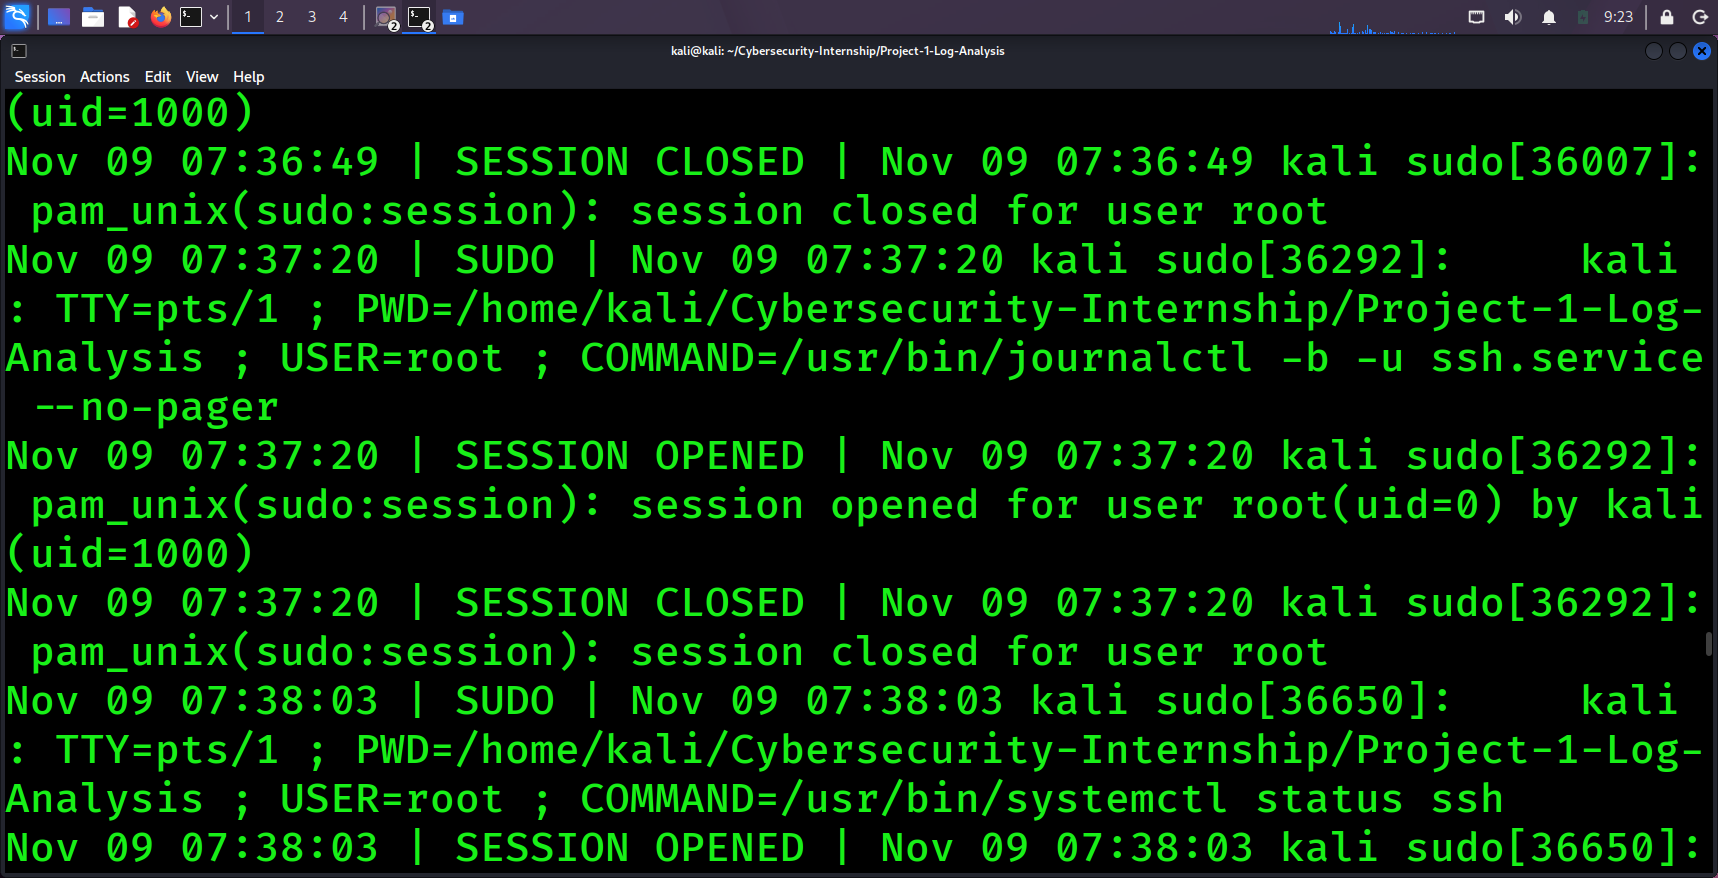 1 2 3 4 2 2 9:23
kali@kali: ~/Cybersecurity-Internship/Project-1-Log-Analysis
Session Actions Edit View Help
(uid=1000)
Nov 09 07:36:49 | SESSION CLOSED | Nov 09 07:36:49 kali sudo[36007]:
 pam_unix(sudo:session): session closed for user root
Nov 09 07:37:20 | SUDO | Nov 09 07:37:20 kali sudo[36292]:     kali
: TTY=pts/1 ; PWD=/home/kali/Cybersecurity-Internship/Project-1-Log-
Analysis ; USER=root ; COMMAND=/usr/bin/journalctl -b -u ssh.service
 --no-pager
Nov 09 07:37:20 | SESSION OPENED | Nov 09 07:37:20 kali sudo[36292]:
 pam_unix(sudo:session): session opened for user root(uid=0) by kali
(uid=1000)
Nov 09 07:37:20 | SESSION CLOSED | Nov 09 07:37:20 kali sudo[36292]:
 pam_unix(sudo:session): session closed for user root
Nov 09 07:38:03 | SUDO | Nov 09 07:38:03 kali sudo[36650]:     kali
: TTY=pts/1 ; PWD=/home/kali/Cybersecurity-Internship/Project-1-Log-
Analysis ; USER=root ; COMMAND=/usr/bin/systemctl status ssh
Nov 09 07:38:03 | SESSION OPENED | Nov 09 07:38:03 kali sudo[36650]: